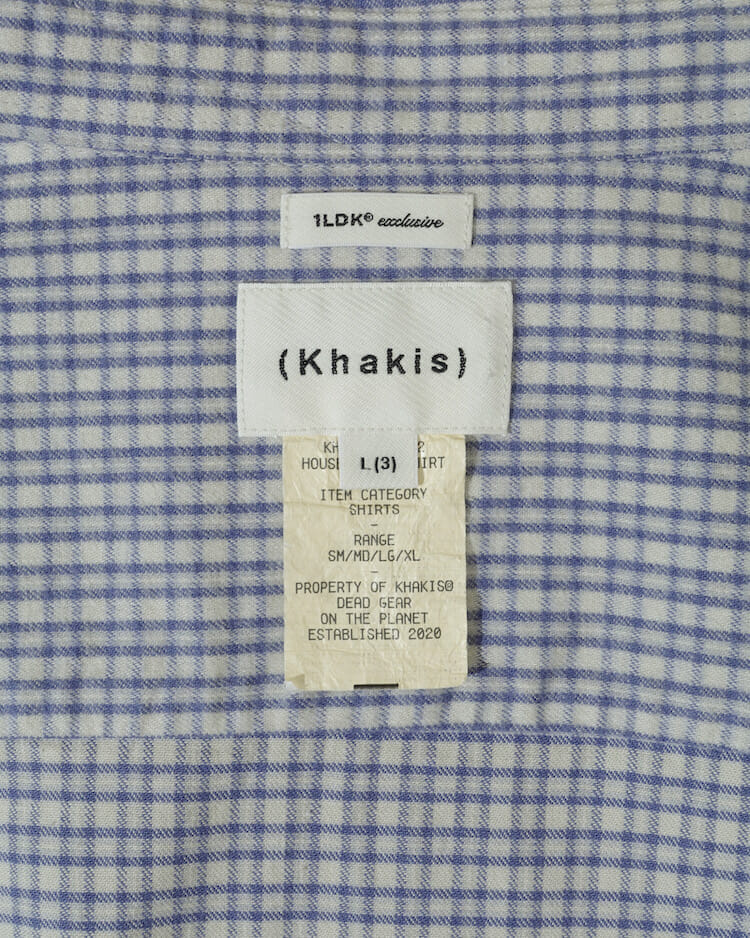 1LDK® exclusive
(Khakis)
L(3)
ITEM CATEGORY
SHIRTS
–
RANGE
SM/MD/LG/XL
–
PROPERTY OF KHAKIS©
DEAD GEAR
ON THE PLANET
ESTABLISHED 2020